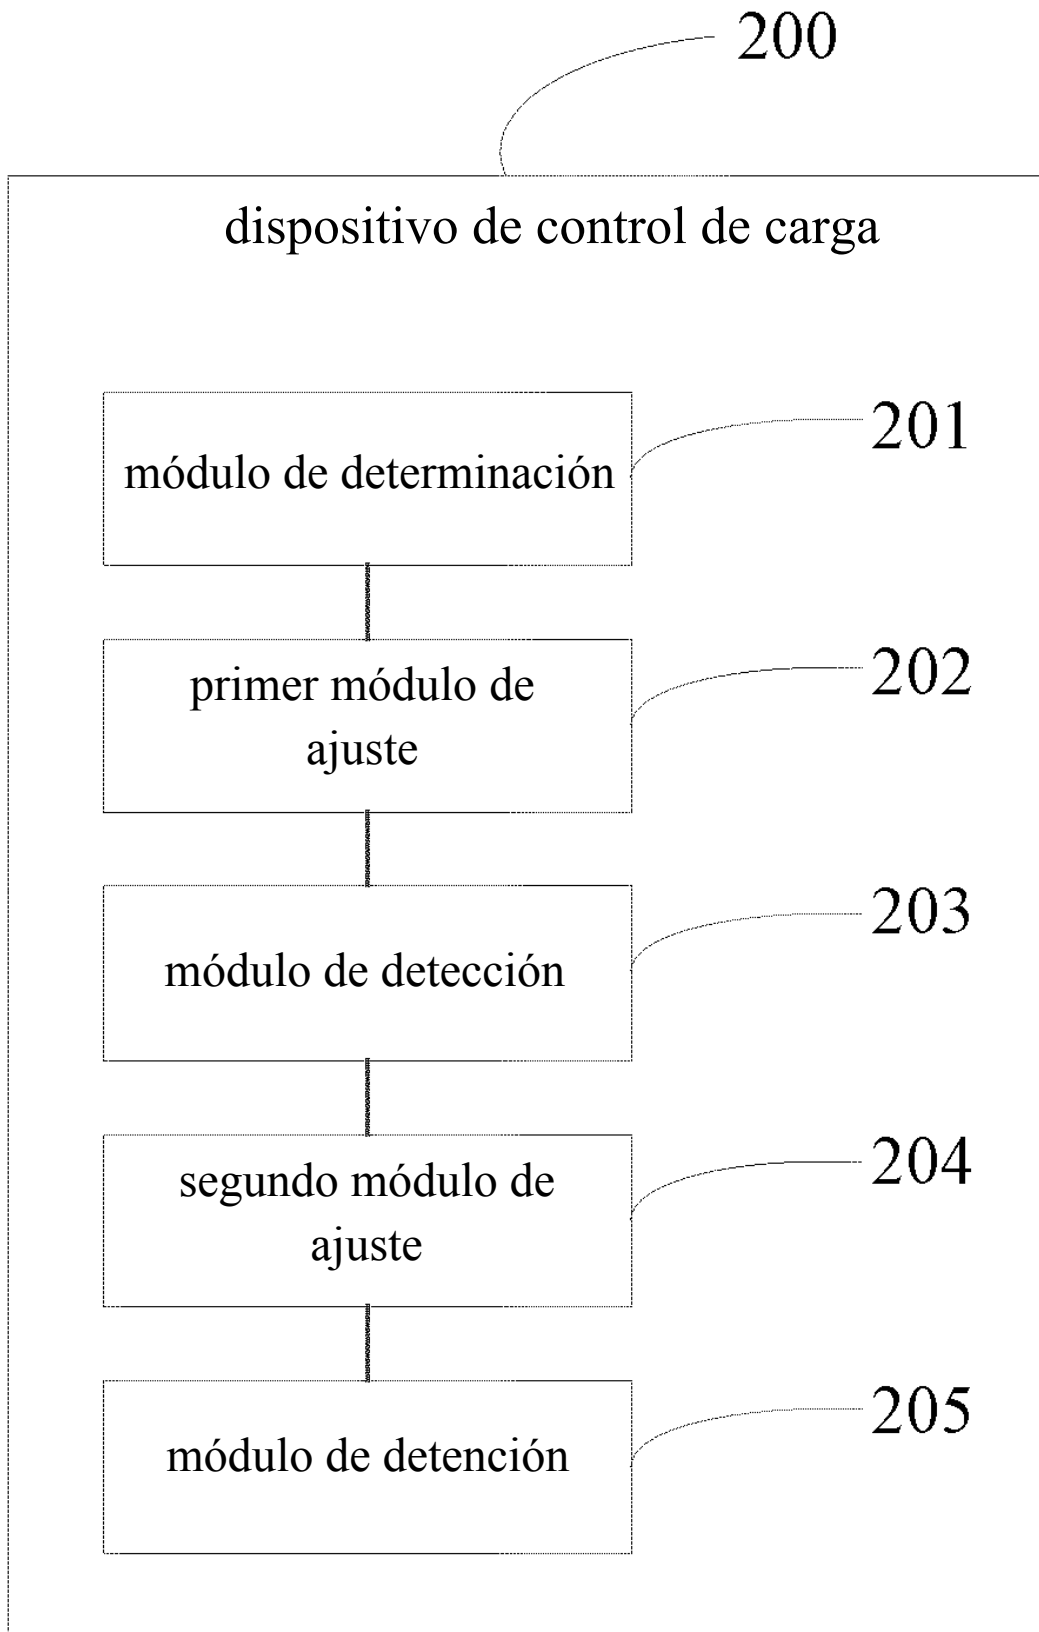 200
dispositivo de control de carga
módulo de determinación
201
primer módulo de
ajuste
202
módulo de detección
203
segundo módulo de
ajuste
204
módulo de detención
205